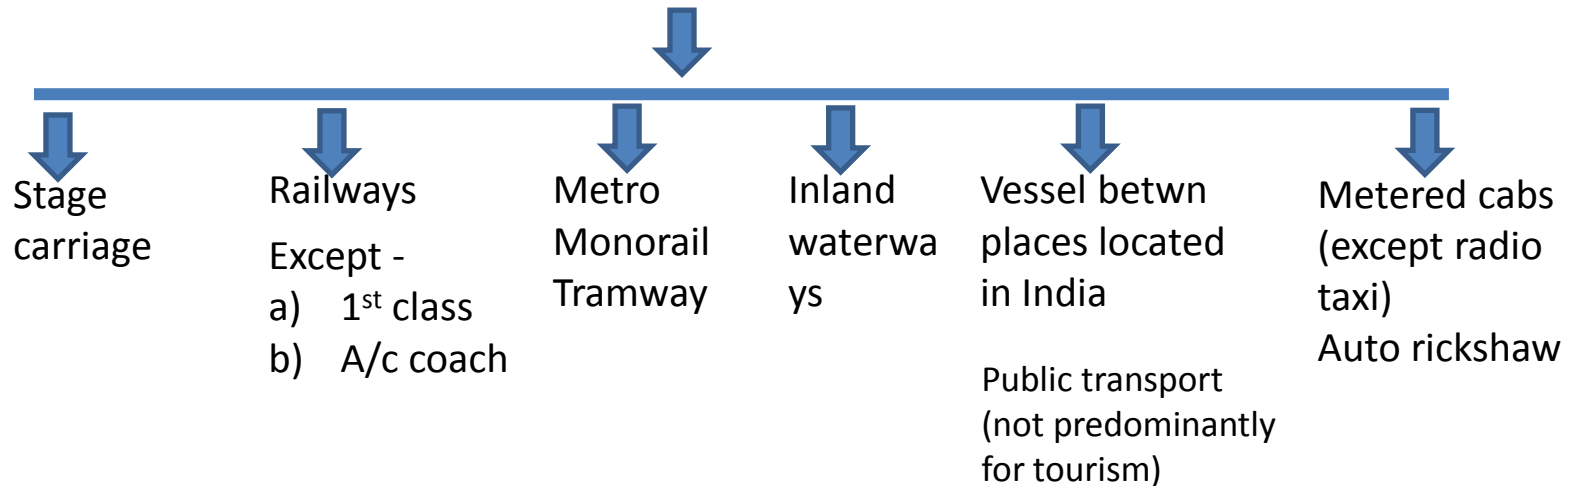 Stage
carriage
Railways
Except -
a) 1st class
b) A/c coach
Metro
Monorail
Tramway
Inland
waterwa
ys
Vessel betwn
places located
in India
Public transport
(not predominantly
for tourism)
Metered cabs
(except radio
taxi)
Auto rickshaw